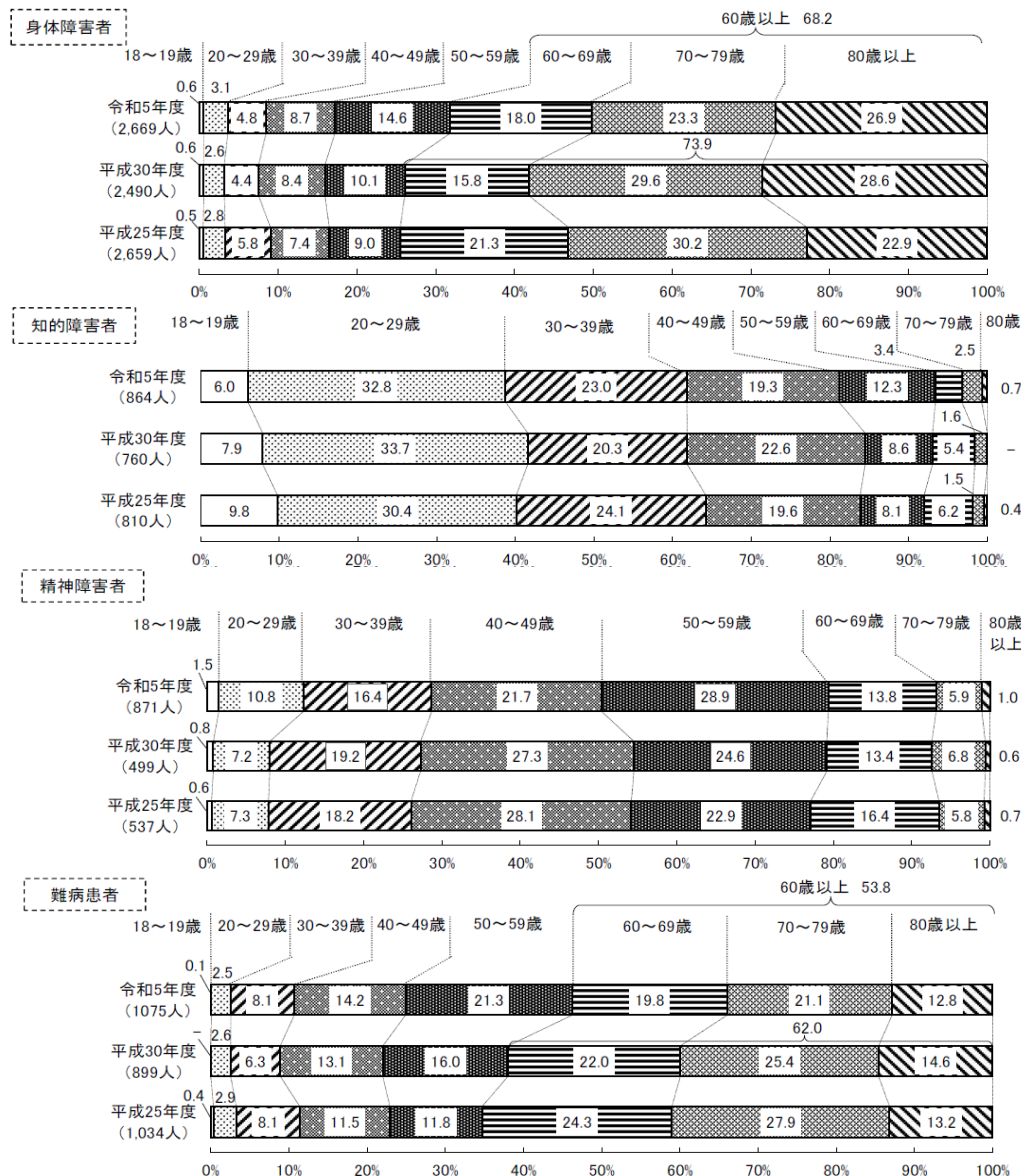 身体障害者
60歳以上 68.2
18～19歳 20～29歳 30～39歳 40～49歳 50～59歳 60～69歳 70～79歳 80歳以上
0.6 3.1
令和5年度 4.8 8.7 14.6 18.0 23.3 26.9
(2,669人)
73.9
0.6 2.6
平成30年度 4.4 8.4 10.1 15.8 29.6 28.6
(2,490人)
0.5 2.8
平成25年度 5.8 7.4 9.0 21.3 30.2 22.9
(2,659人)
0% 10% 20% 30% 40% 50% 60% 70% 80% 90% 100%
知的障害者
18～19歳 20～29歳 30～39歳 40～49歳 50～59歳 60～69歳 70～79歳 80歳
3.4 2.5
令和5年度 6.0 32.8 23.0 19.3 12.3 0.7
(864人)
1.6
平成30年度 7.9 33.7 20.3 22.6 8.6 5.4 －
(760人)
1.5
平成25年度 9.8 30.4 24.1 19.6 8.1 6.2 0.4
(810人)
0% 10% 20% 30% 40% 50% 60% 70% 80% 90% 100%
精神障害者
18～19歳 20～29歳 30～39歳 40～49歳 50～59歳 60～69歳 70～79歳 80歳
以上
1.5
令和5年度 10.8 16.4 21.7 28.9 13.8 5.9 1.0
(871人)
0.8
平成30年度 7.2 19.2 27.3 24.6 13.4 6.8 0.6
(499人)
0.6
平成25年度 7.3 18.2 28.1 22.9 16.4 5.8 0.7
(537人)
0% 10% 20% 30% 40% 50% 60% 70% 80% 90% 100%
難病患者
60歳以上 53.8
18～19歳 20～29歳 30～39歳 40～49歳 50～59歳 60～69歳 70～79歳 80歳以上
0.1 2.5
令和5年度 8.1 14.2 21.3 19.8 21.1 12.8
(1075人)
62.0
－ 2.6
平成30年度 6.3 13.1 16.0 22.0 25.4 14.6
(899人)
0.4 2.9
平成25年度 8.1 11.5 11.8 24.3 27.9 13.2
(1,034人)
0% 10% 20% 30% 40% 50% 60% 70% 80% 90% 100%